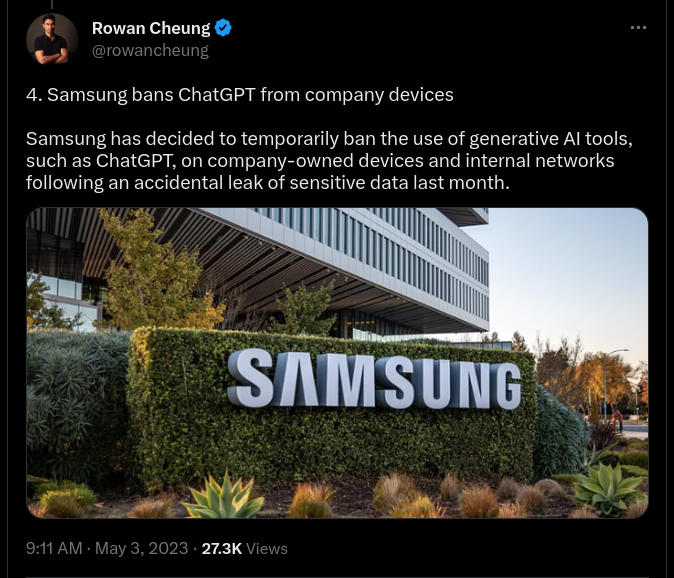 Rowan Cheung
@rowancheung
4. Samsung bans ChatGPT from company devices
Samsung has decided to temporarily ban the use of generative AI tools,
such as ChatGPT, on company-owned devices and internal networks
following an accidental leak of sensitive data last month.
SAMSUNG
9:11 AM · May 3, 2023 · 27.3K Views